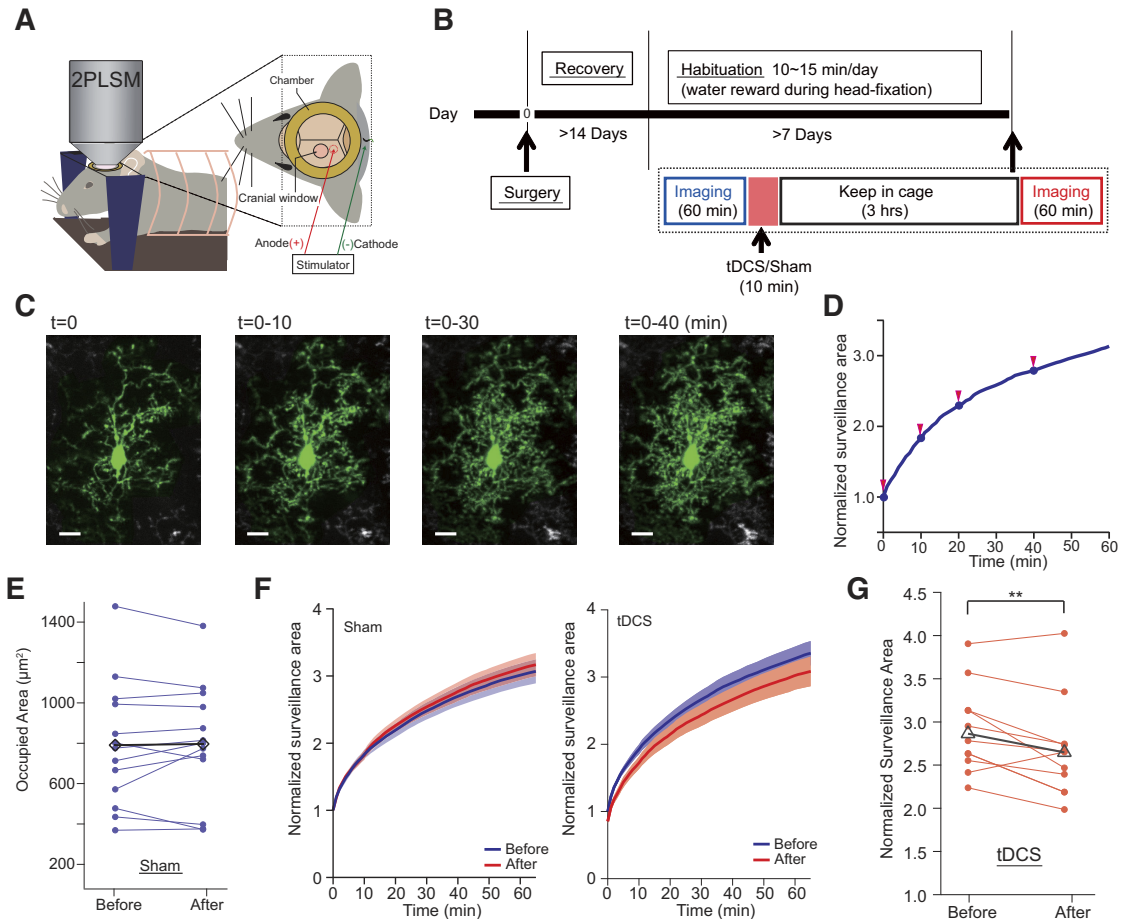 A
2PLSM
Chamber
Cranial window
Anode(+)
(-)Cathode
Stimulator
B
Recovery
Habituation 10~15 min/day
(water reward during head-fixation)
Day
0
>14 Days
>7 Days
Surgery
Imaging
(60 min)
Keep in cage
(3 hrs)
Imaging
(60 min)
tDCS/Sham
(10 min)
C
t=0
t=0-10
t=0-30
t=0-40 (min)
D
Normalized surveillance area
3.0
2.0
1.0
0
10
20
30
40
50
60
Time (min)
E
Occupied Area (µm²)
1400
1000
600
200
Sham
Before
After
F
Normalized surveillance area
4
3
2
1
0
Sham
Before
After
0
10
20
30
40
50
60
Time (min)
Normalized surveillance area
4
3
2
1
0
tDCS
Before
After
0
10
20
30
40
50
60
Time (min)
G
Normalized Surveillance Area
4.5
4.0
3.5
3.0
2.5
2.0
1.5
1.0
**
tDCS
Before
After